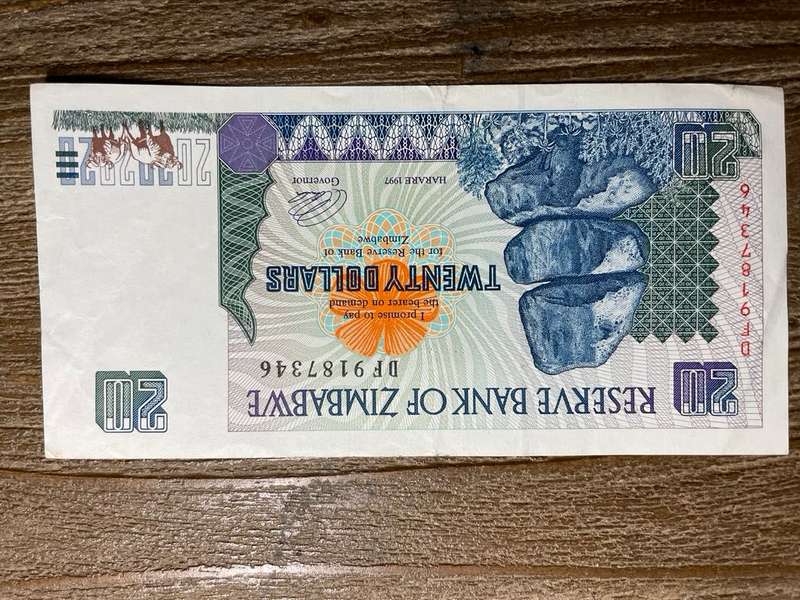 RESERVE BANK OF ZIMBABWE
20
20
DF9187346
I promise to pay
the bearer on demand
TWENTY DOLLARS
for the Reserve Bank of
Zimbabwe
HARARE 1997
Governor
DF9187346
20
20202020